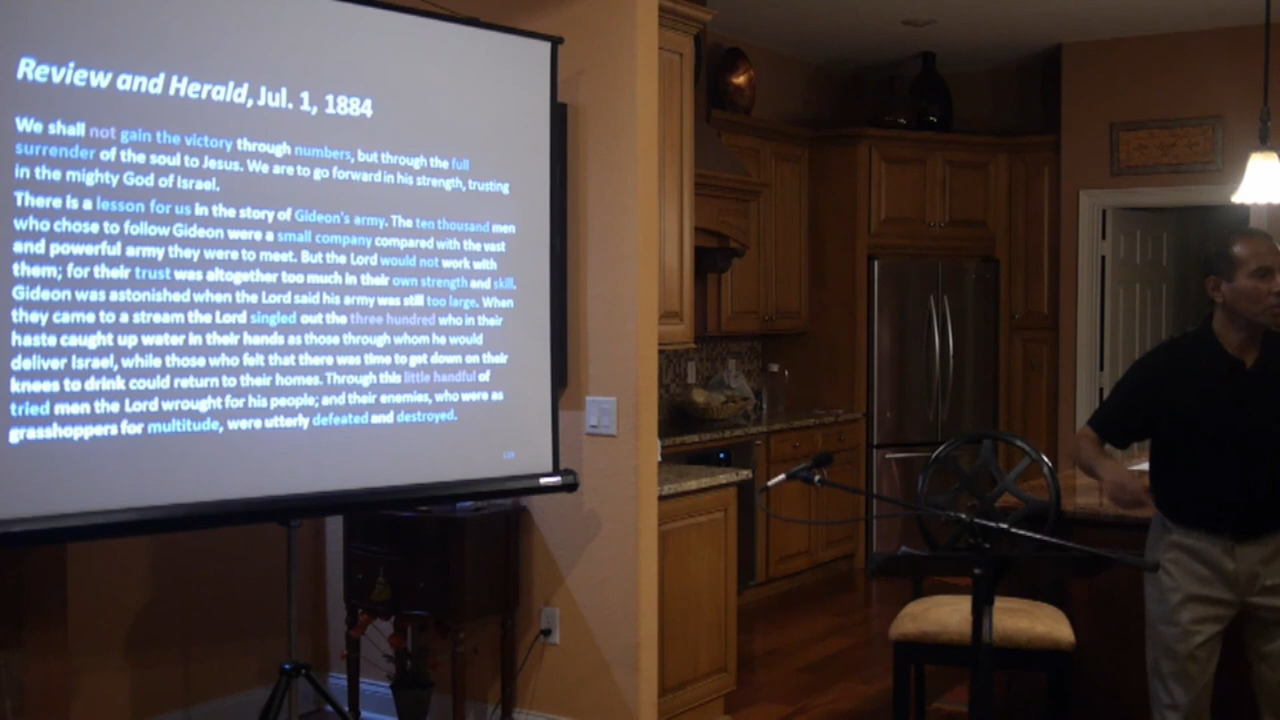 Review and Herald, Jul. 1, 1884
We shall not gain the victory through numbers, but through the full
surrender of the soul to Jesus. We are to go forward in his strength, trusting
in the mighty God of Israel.
There is a lesson for us in the story of Gideon's army. The ten thousand men
who chose to follow Gideon were a small company compared with the vast
and powerful army they were to meet. But the Lord would not work with
them; for their trust was altogether too much in their own strength and skill.
Gideon was astonished when the Lord said his army was still too large. When
they came to a stream the Lord singled out the three hundred who in their
haste caught up water in their hands as those through whom he would
deliver Israel, while those who felt that there was time to get down on their
knees to drink could return to their homes. Through this little handful of
tried men the Lord wrought for his people; and their enemies, who were as
grasshoppers for multitude, were utterly defeated and destroyed.